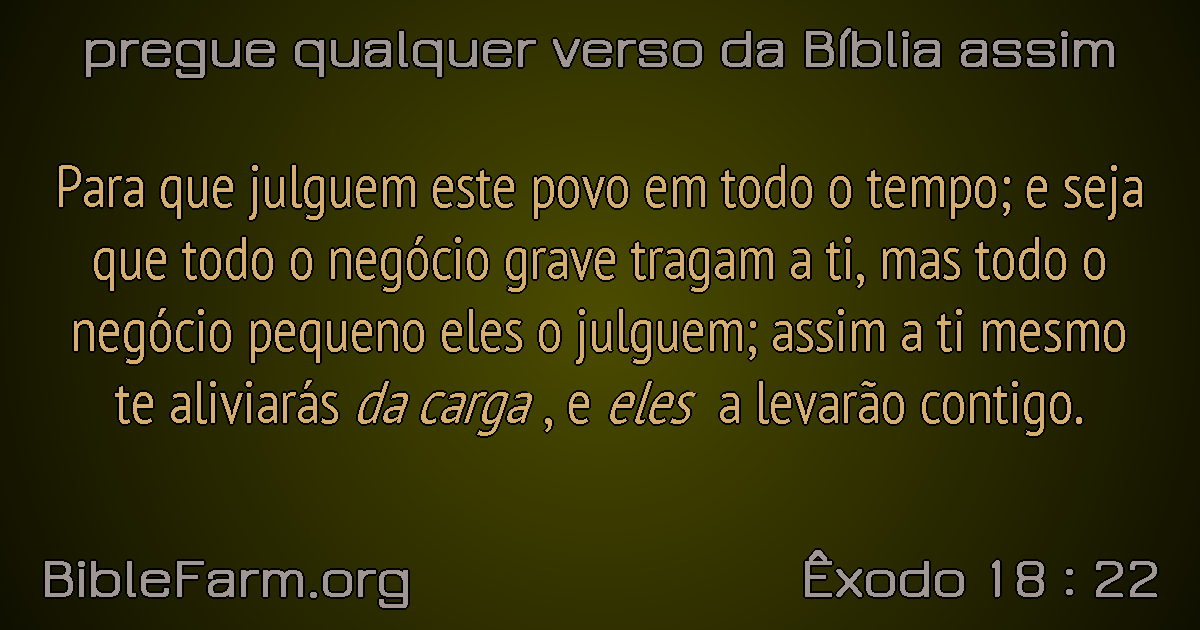 pregue qualquer verso da Bíblia assim
Para que julguem este povo em todo o tempo; e seja
que todo o negócio grave tragam a ti, mas todo o
negócio pequeno eles o julguem; assim a ti mesmo
te aliviarás da carga , e eles a levarão contigo.
BibleFarm.org
Êxodo 18 : 22